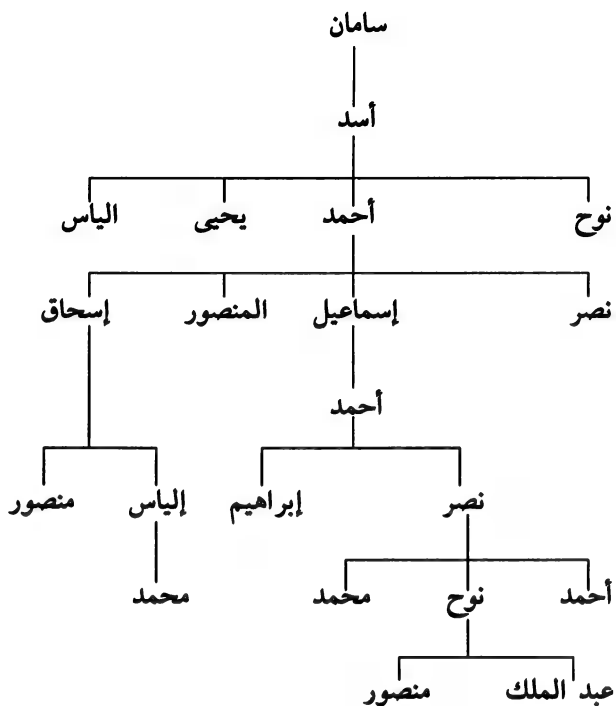 سامان
أسد
نوح أحمد يحيى الياس
نصر إسماعيل المنصور إسحاق
أحمد
نصر إبراهيم إلياس منصور
أحمد نوح محمد محمد
عبد الملك منصور